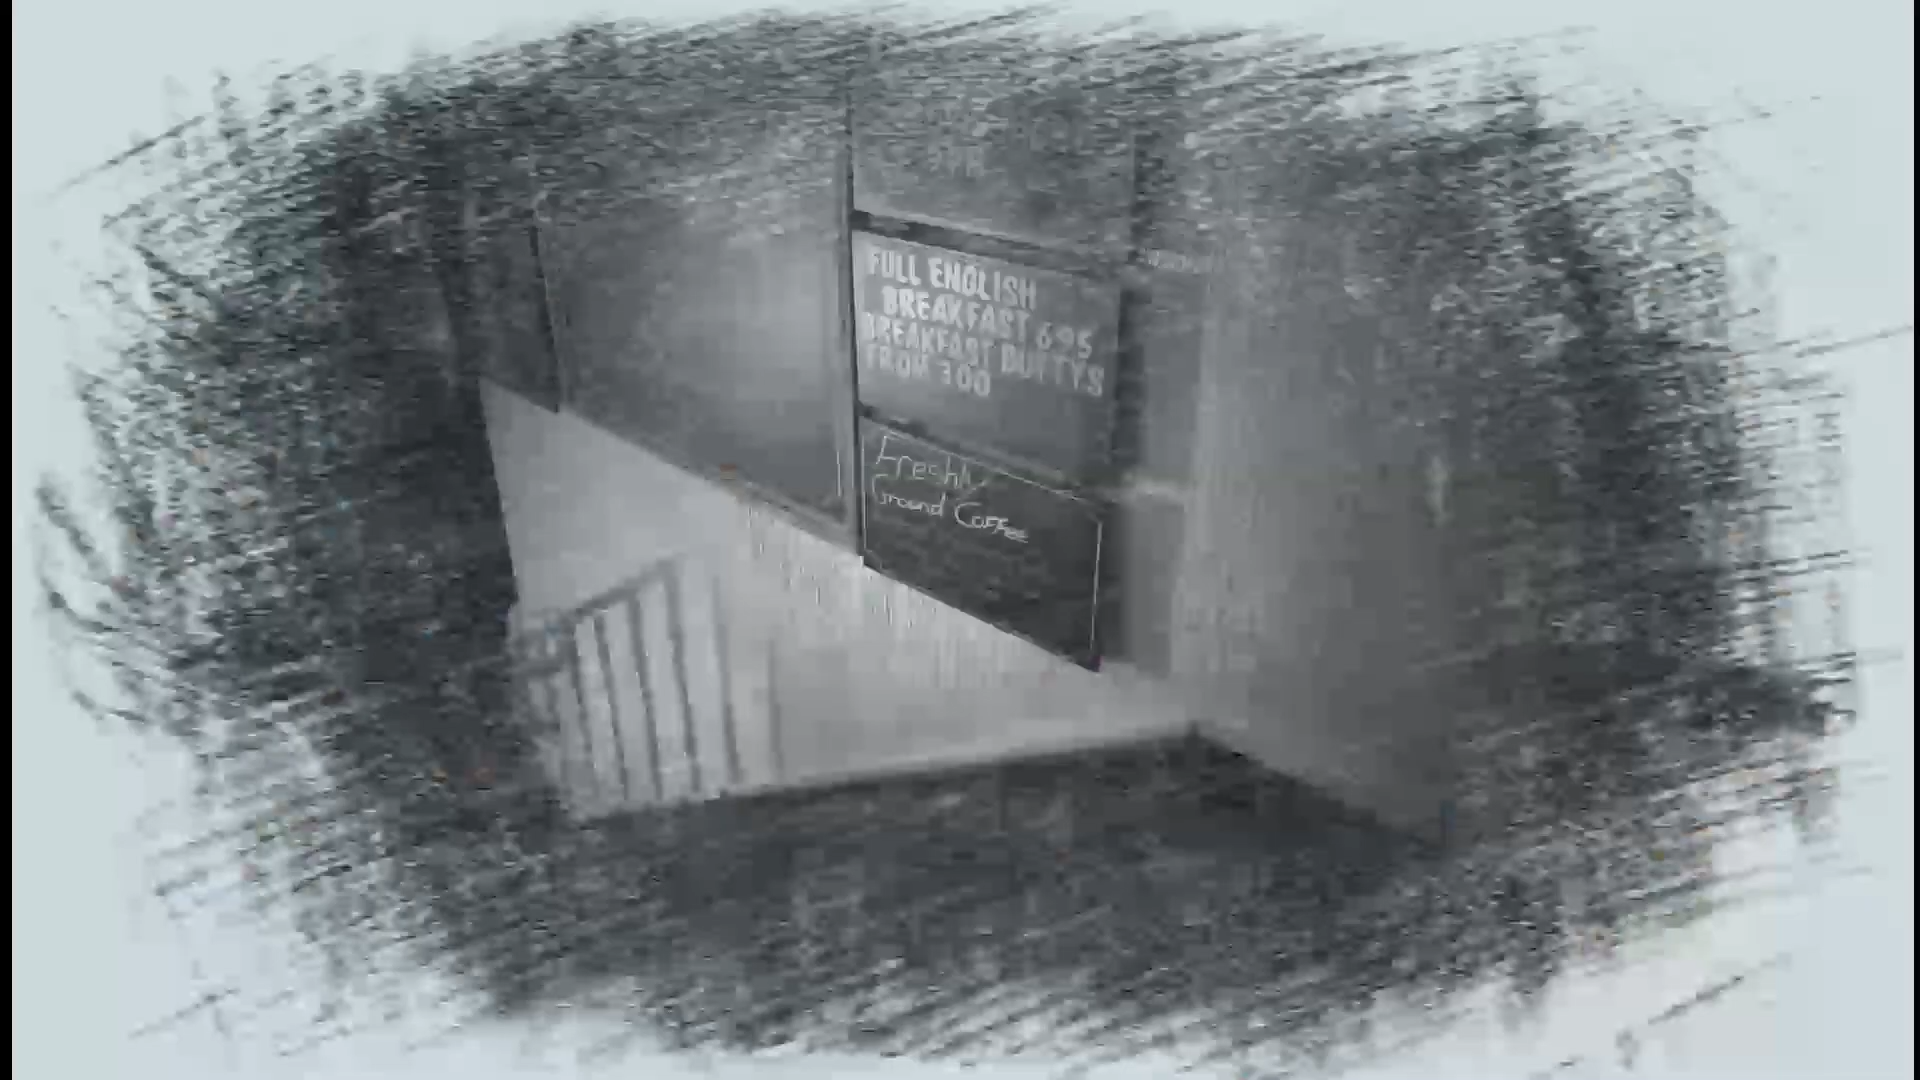 FULL ENGLISH
BREAKFAST 6.95
BREAKFAST BUTTYS
FROM 3.00
Freshly
Ground Coffee